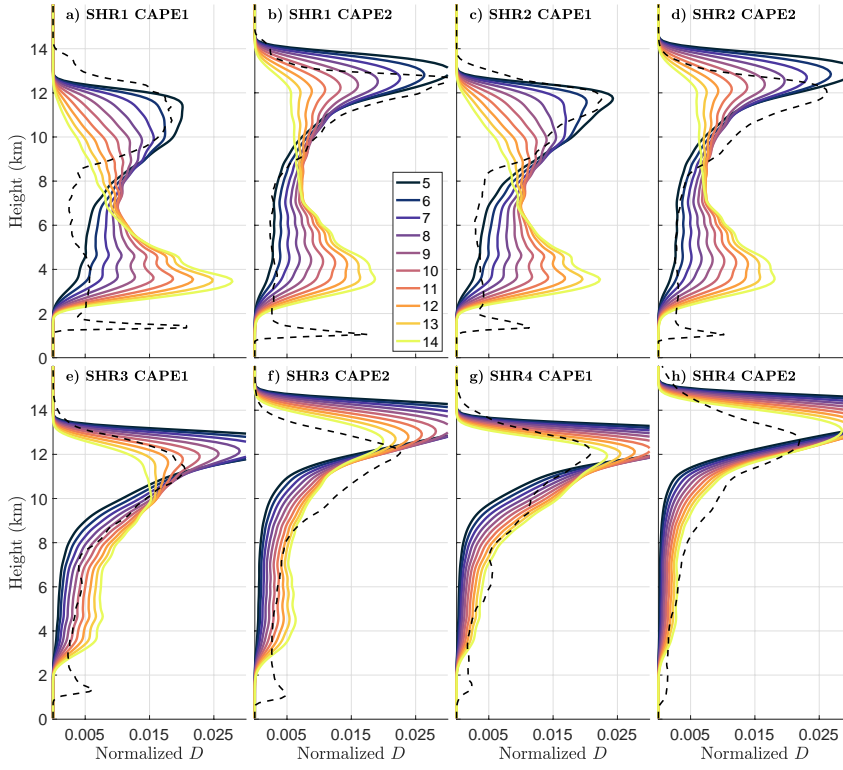 a) SHR1 CAPE1
b) SHR1 CAPE2
c) SHR2 CAPE1
d) SHR2 CAPE2
14
12
10
8
6
4
2
0
Height (km)
5
6
7
8
9
10
11
12
13
14
e) SHR3 CAPE1
f) SHR3 CAPE2
g) SHR4 CAPE1
h) SHR4 CAPE2
14
12
10
8
6
4
2
0
Height (km)
0.005 0.015 0.025
0.005 0.015 0.025
0.005 0.015 0.025
0.005 0.015 0.025
Normalized D
Normalized D
Normalized D
Normalized D